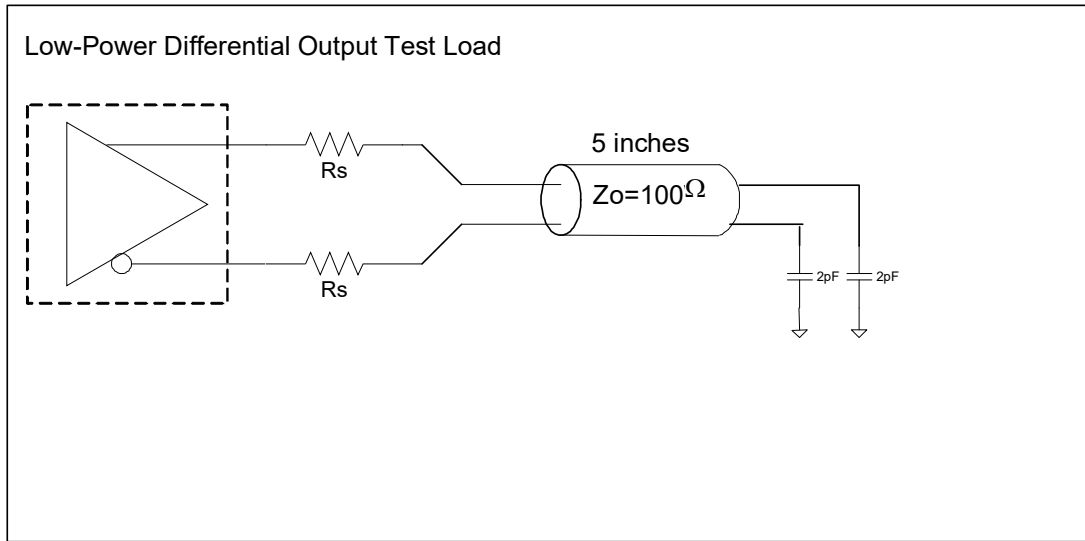 Low-Power Differential Output Test Load
Rs
5 inches
Zo=100Ω
Rs
2pF
2pF